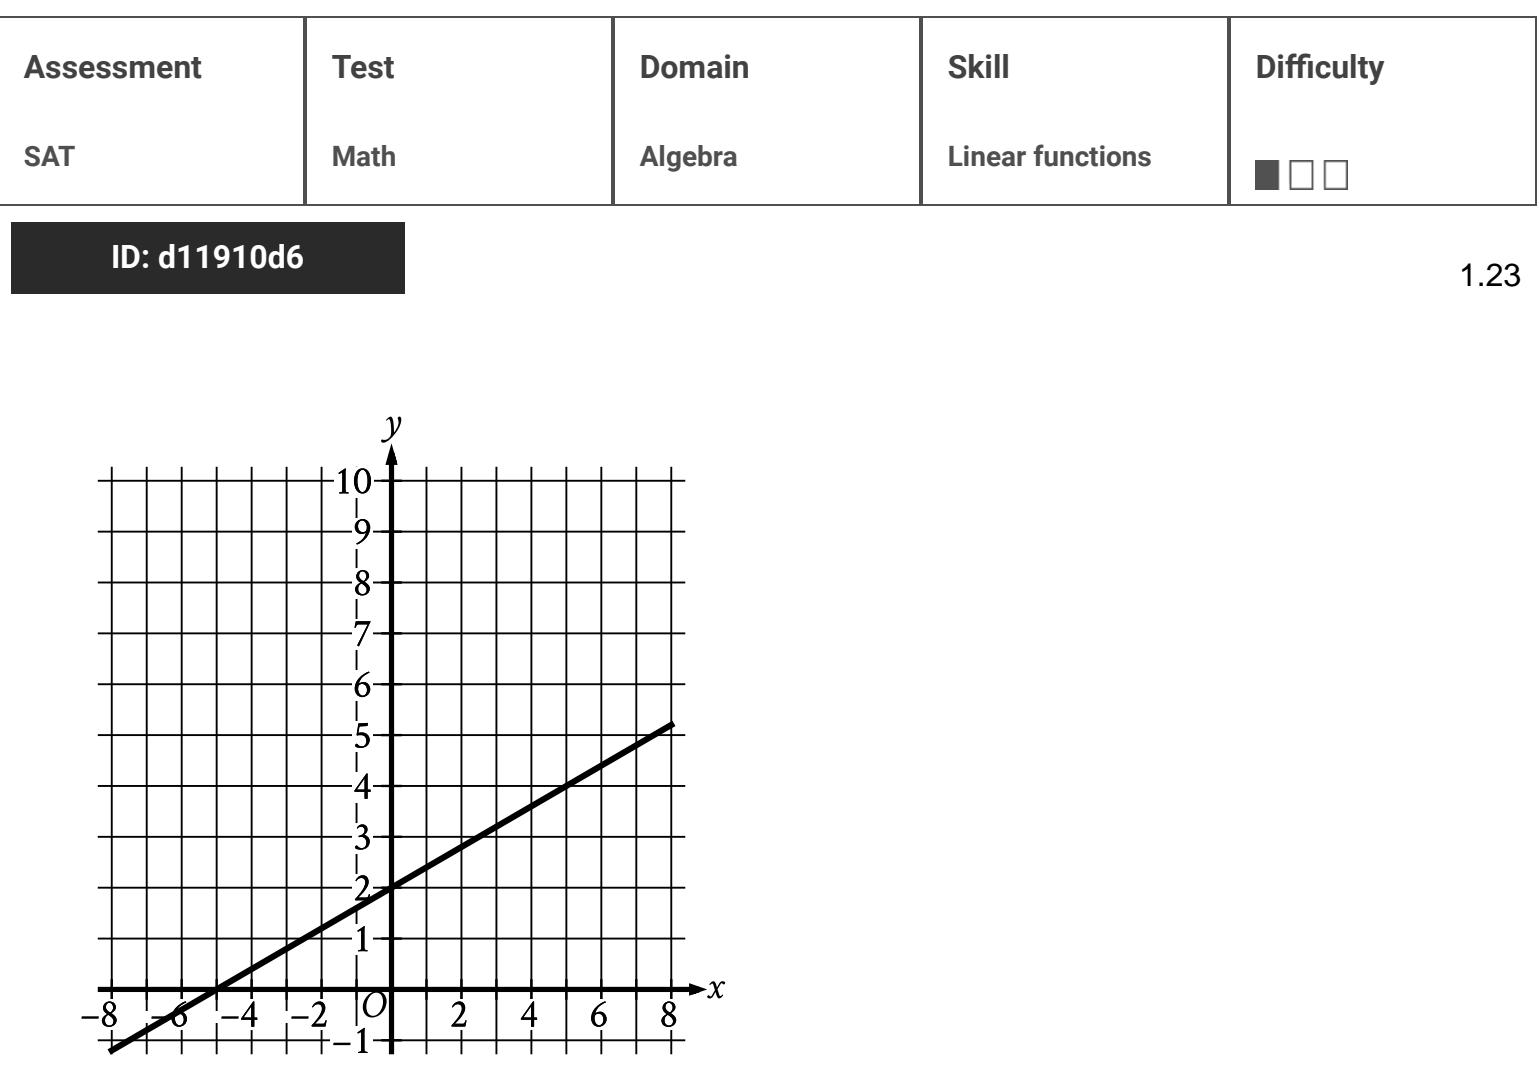 Assessment Test Domain Skill Difficulty
SAT Math Algebra Linear functions
ID: d11910d6
1.23
y
10
9
8
7
6
5
4
3
2
1
−8 −6 −4 −2 O 2 4 6 8 x
−1